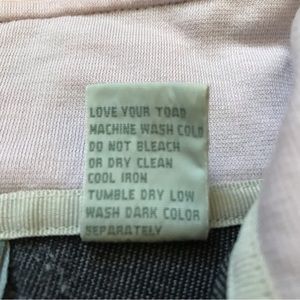 LOVE YOUR TOAD
MACHINE WASH COLD
DO NOT BLEACH
OR DRY CLEAN
COOL IRON
TUMBLE DRY LOW
WASH DARK COLOR
SEPARATELY